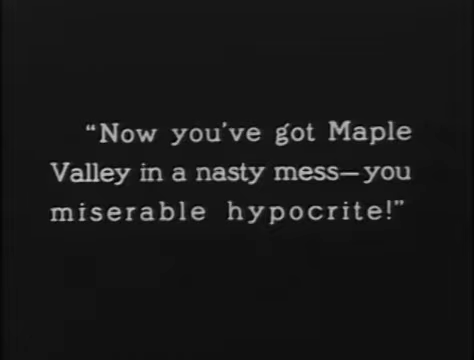 “Now you've got Maple
Valley in a nasty mess—you
miserable hypocrite!”